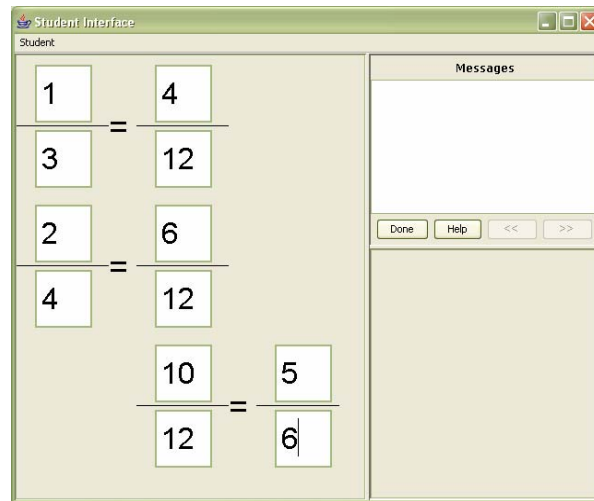 Student Interface
Student
1 = 4
3 12
2 = 6
4 12
10 = 5
12 6
Messages
Done Help << >>